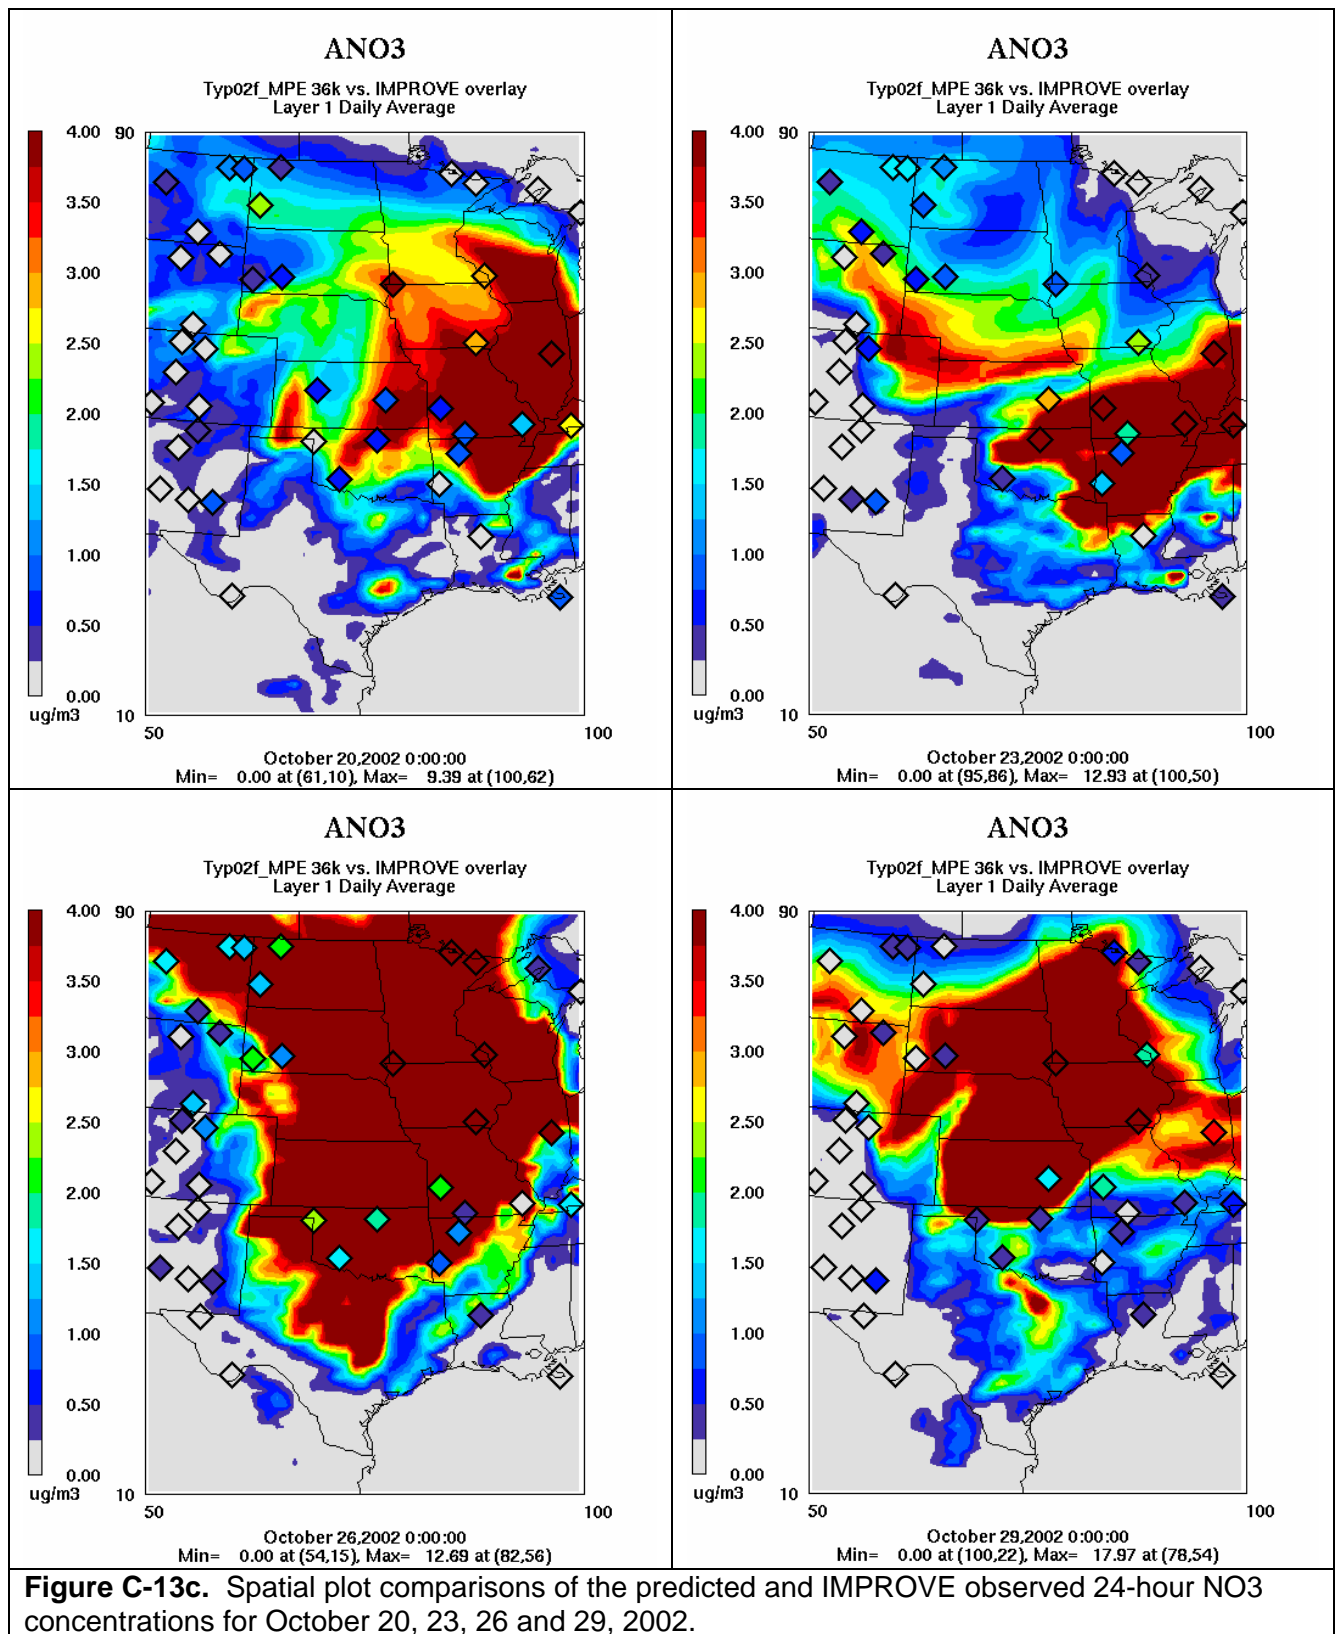 ANO3
Typ02f_MPE 36k vs. IMPROVE overlay
Layer 1 Daily Average
4.00
3.50
3.00
2.50
2.00
1.50
1.00
0.50
0.00
ug/m3
90
10
50
100
October 20,2002 0:00:00
Min= 0.00 at (61,10), Max= 9.39 at (100,62)
ANO3
Typ02f_MPE 36k vs. IMPROVE overlay
Layer 1 Daily Average
4.00
3.50
3.00
2.50
2.00
1.50
1.00
0.50
0.00
ug/m3
90
10
50
100
October 23,2002 0:00:00
Min= 0.00 at (95,86), Max= 12.93 at (100,50)
ANO3
Typ02f_MPE 36k vs. IMPROVE overlay
Layer 1 Daily Average
4.00
3.50
3.00
2.50
2.00
1.50
1.00
0.50
0.00
ug/m3
90
10
50
100
October 26,2002 0:00:00
Min= 0.00 at (54,15), Max= 12.69 at (82,56)
ANO3
Typ02f_MPE 36k vs. IMPROVE overlay
Layer 1 Daily Average
4.00
3.50
3.00
2.50
2.00
1.50
1.00
0.50
0.00
ug/m3
90
10
50
100
October 29,2002 0:00:00
Min= 0.00 at (100,22), Max= 17.97 at (78,54)
Figure C-13c. Spatial plot comparisons of the predicted and IMPROVE observed 24-hour NO3
concentrations for October 20, 23, 26 and 29, 2002.